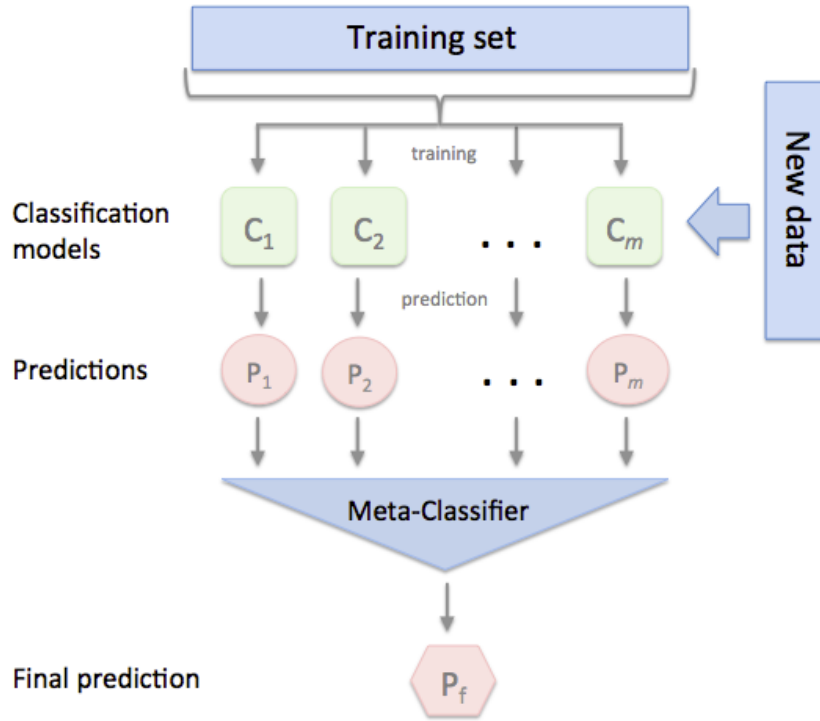 Training set
training
New data
Classification
models
C1
C2
. . .
Cm
prediction
Predictions
P1
P2
. . .
Pm
Meta-Classifier
Final prediction
Pf